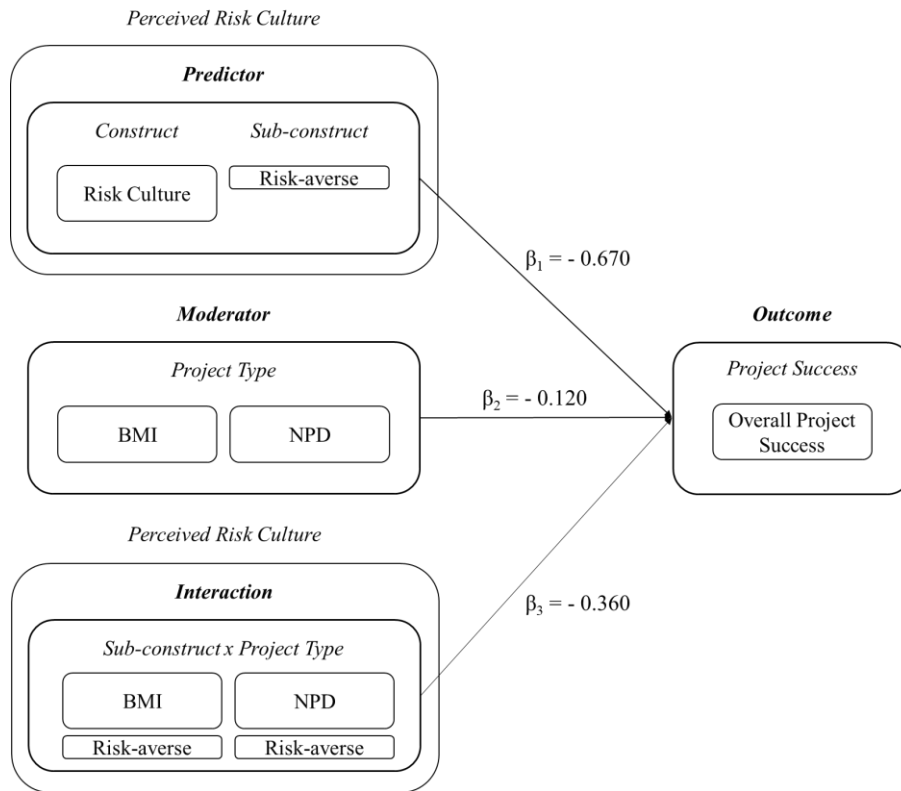 Perceived Risk Culture
Predictor
Construct
Sub-construct
Risk Culture
Risk-averse
β₁ = - 0.670
Moderator
Project Type
BMI
NPD
β₂ = - 0.120
Outcome
Project Success
Overall Project
Success
Perceived Risk Culture
Interaction
Sub-construct x Project Type
BMI
NPD
Risk-averse
Risk-averse
β₃ = - 0.360